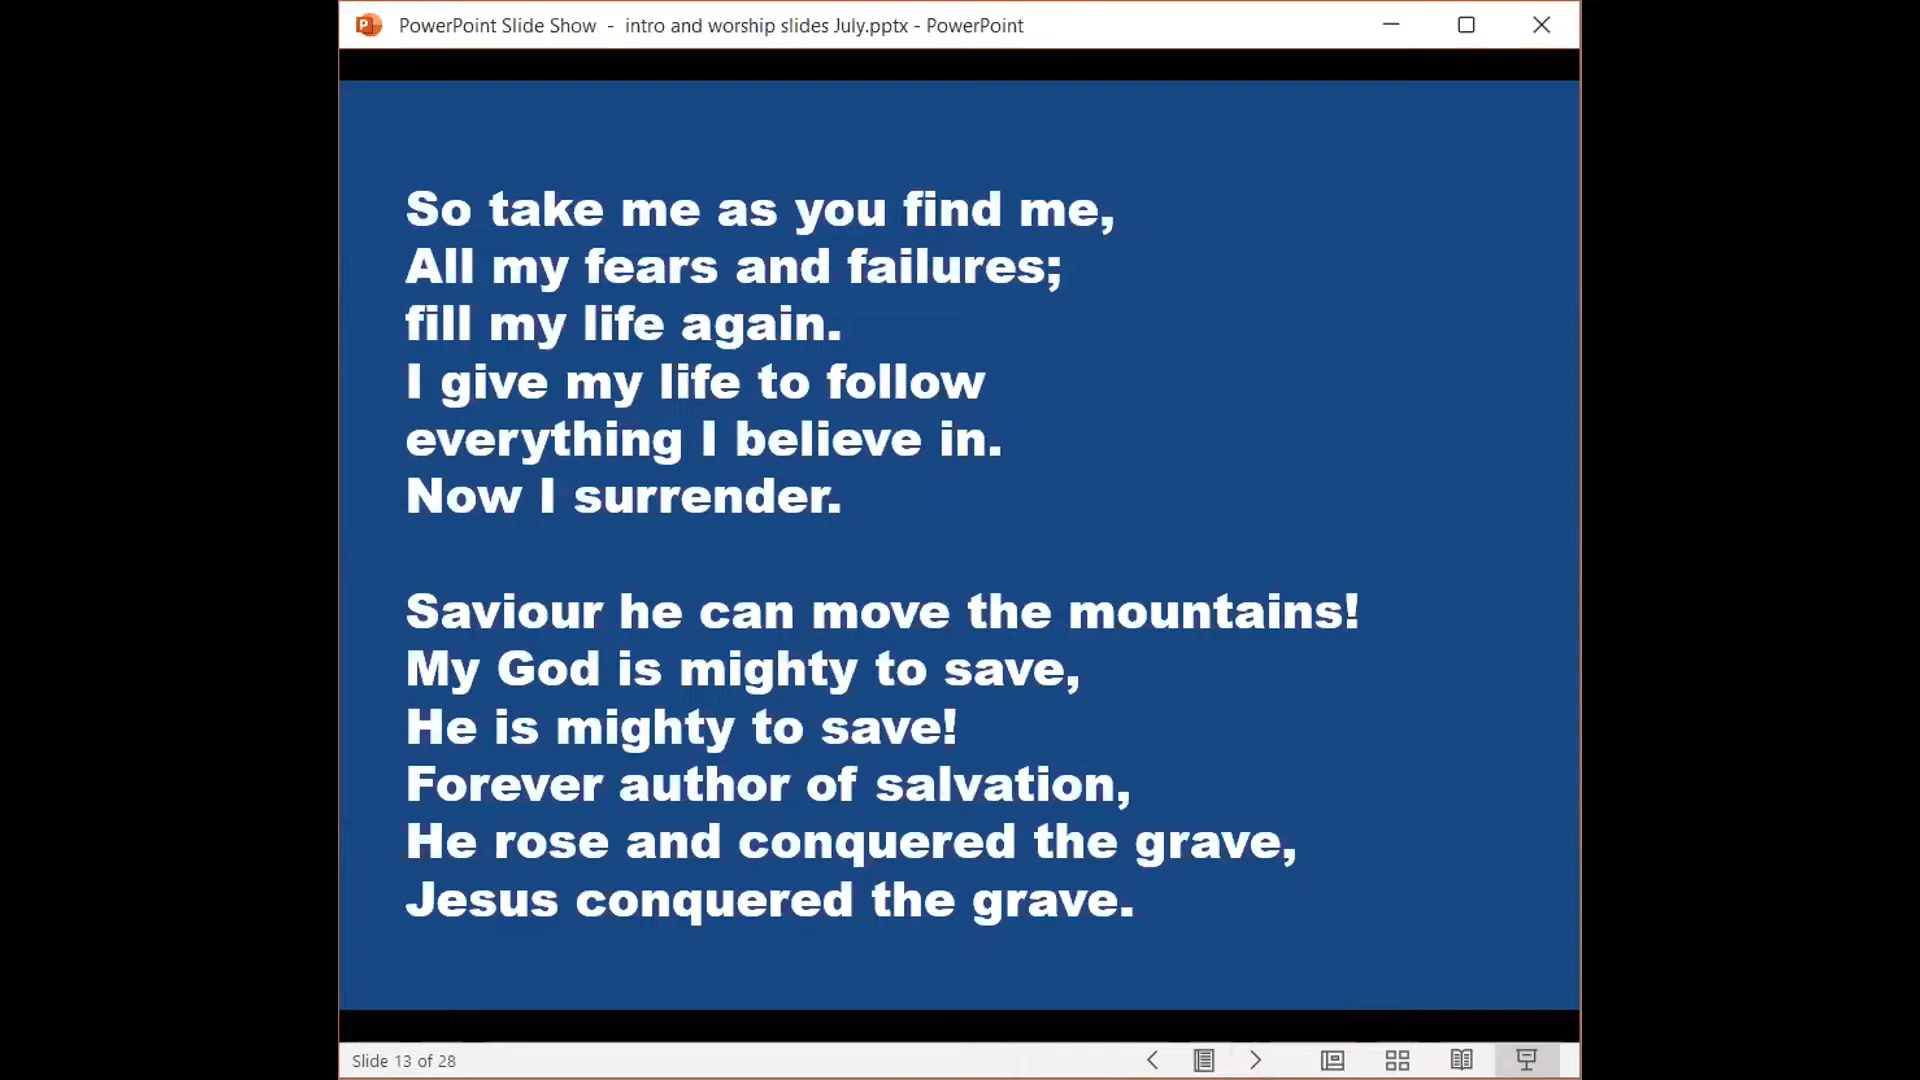 PowerPoint Slide Show - intro and worship slides July.pptx - PowerPoint
So take me as you find me,
All my fears and failures;
fill my life again.
I give my life to follow
everything I believe in.
Now I surrender.
Saviour he can move the mountains!
My God is mighty to save,
He is mighty to save!
Forever author of salvation,
He rose and conquered the grave,
Jesus conquered the grave.
Slide 13 of 28